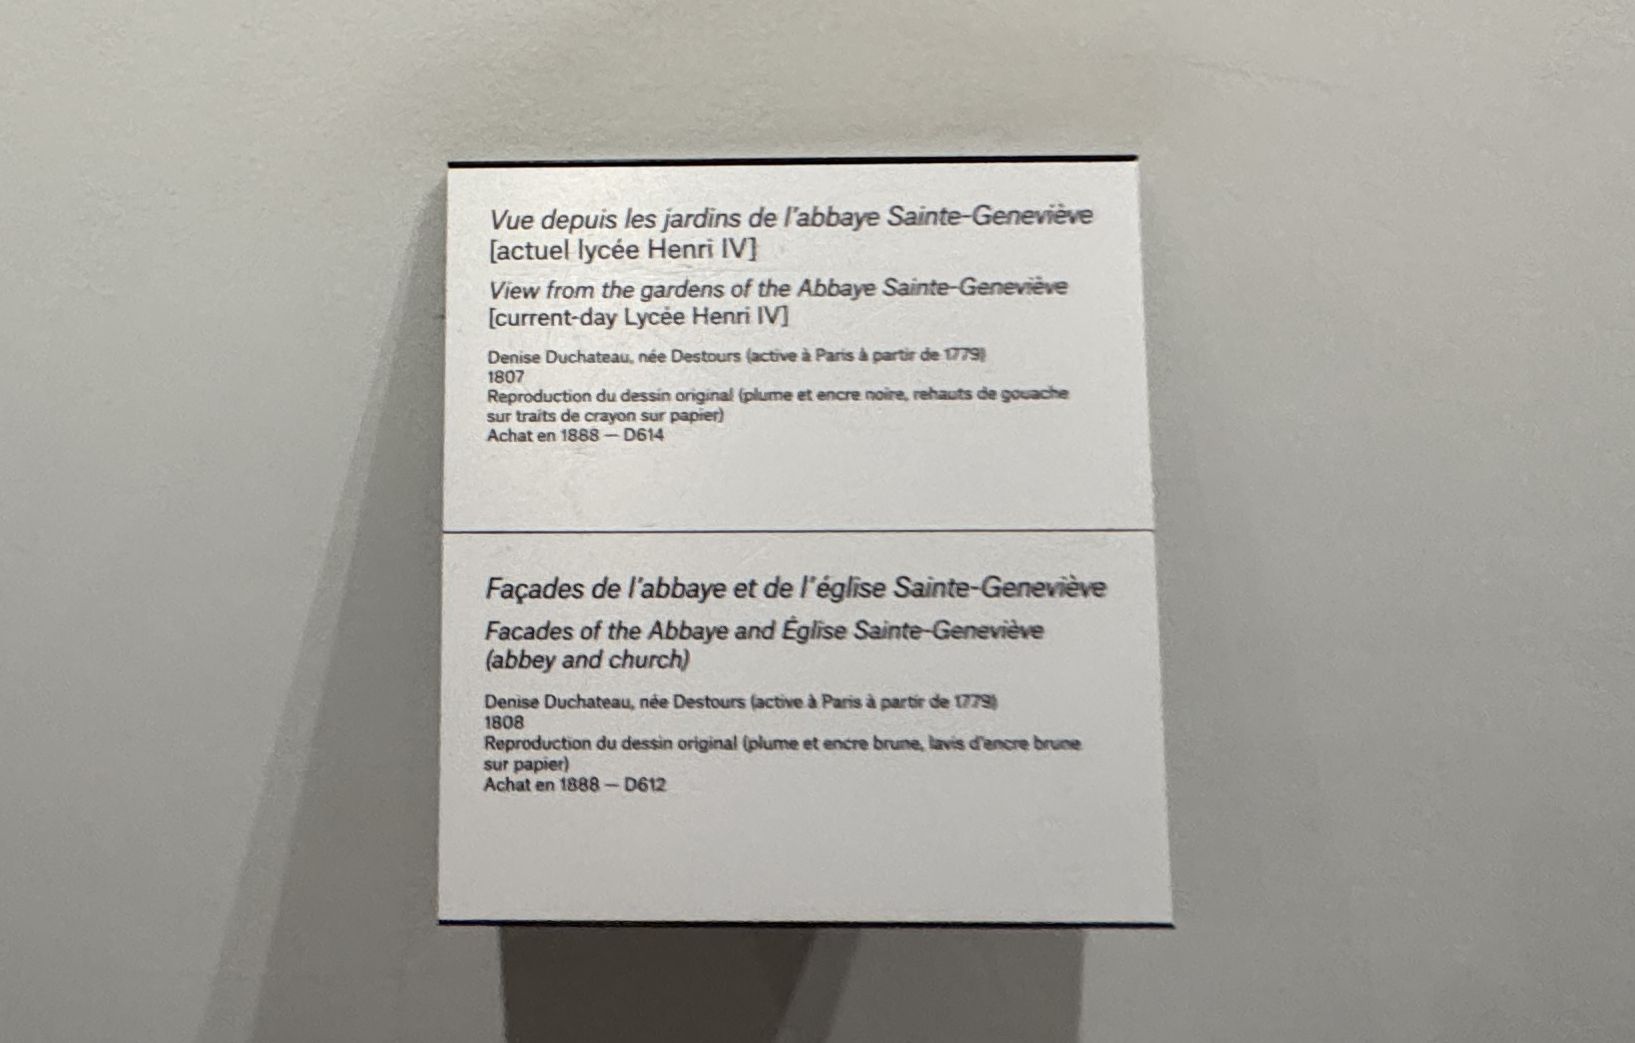 Vue depuis les jardins de l'abbaye Sainte-Geneviève
[actuel lycée Henri IV]
View from the gardens of the Abbaye Sainte-Geneviève
[current-day Lycée Henri IV]
Denise Duchateau, née Destours (active à Paris à partir de 1779)
1807
Reproduction du dessin original (plume et encre noire, rehauts de gouache
sur traits de crayon sur papier)
Achat en 1888 — D614
Façades de l'abbaye et de l'église Sainte-Geneviève
Facades of the Abbaye and Église Sainte-Geneviève
(abbey and church)
Denise Duchateau, née Destours (active à Paris à partir de 1779)
1808
Reproduction du dessin original (plume et encre brune, lavis d'encre brune
sur papier)
Achat en 1888 — D612